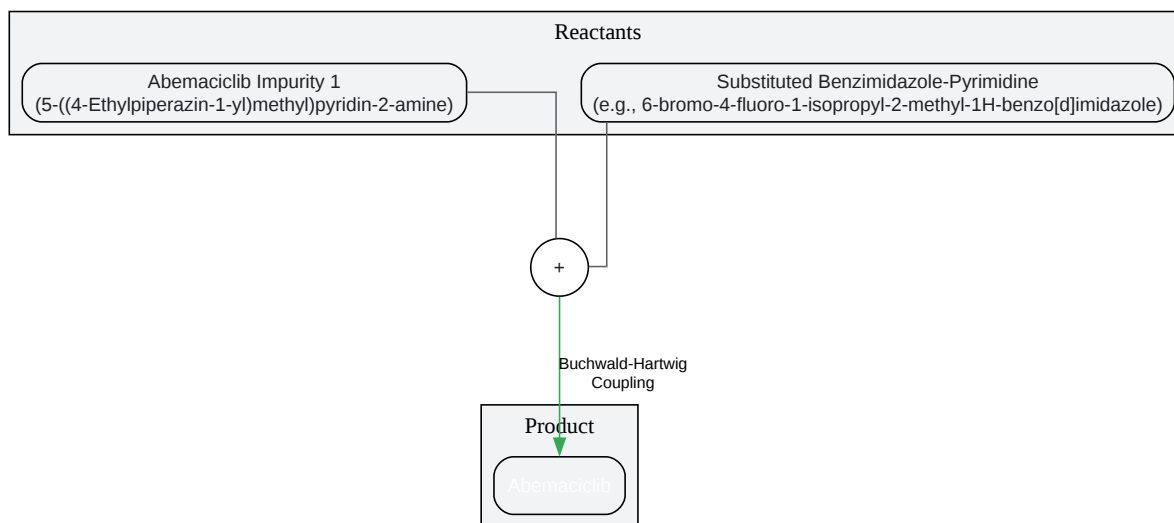 Reactants
Abemaciclib Impurity 1
(5-((4-Ethylpiperazin-1-yl)methyl)pyridin-2-amine)
Substituted Benzimidazole-Pyrimidine
(e.g., 6-bromo-4-fluoro-1-isopropyl-2-methyl-1H-benzo[d]imidazole)
+
Buchwald-Hartwig
Coupling
Product
Abemaciclib